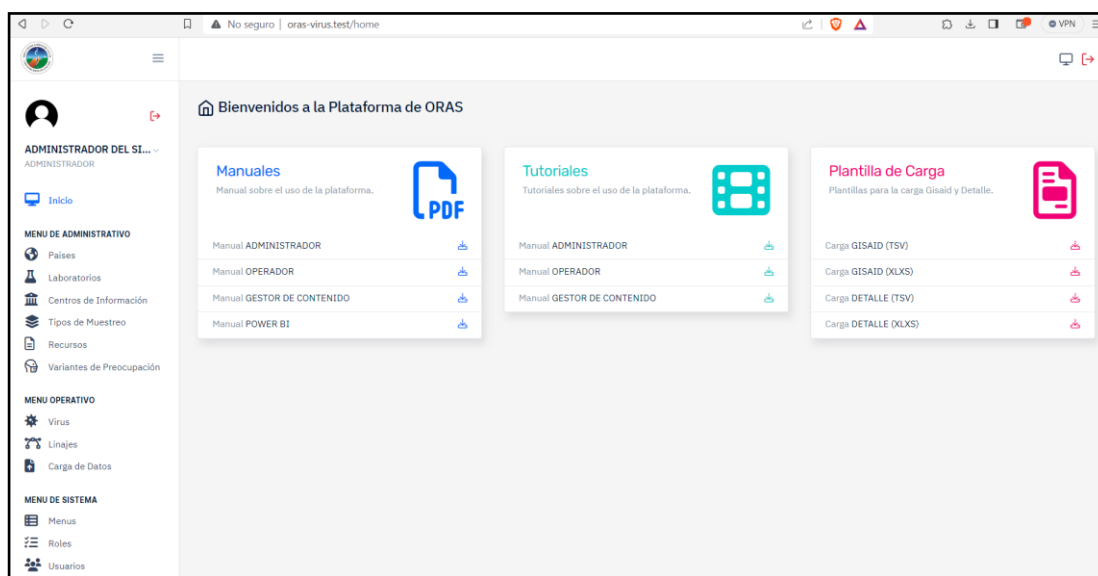 No seguro | oras-virus.test/home
VPN
Bienvenidos a la Plataforma de ORAS
ADMINISTRADOR DEL SI...
ADMINISTRADOR
Inicio
MENU DE ADMINISTRATIVO
Paises
Laboratorios
Centros de Información
Tipos de Muestreo
Recursos
Variantes de Preocupación
MENU OPERATIVO
Virus
Linajes
Carga de Datos
MENU DE SISTEMA
Menus
Roles
Usuarios
Manuales
Manual sobre el uso de la plataforma.
PDF
Manual ADMINISTRADOR
Manual OPERADOR
Manual GESTOR DE CONTENIDO
Manual POWER BI
Tutoriales
Tutoriales sobre el uso de la plataforma.
Manual ADMINISTRADOR
Manual OPERADOR
Manual GESTOR DE CONTENIDO
Plantilla de Carga
Plantillas para la carga Gisaid y Detalle.
Carga GISAID (TSV)
Carga GISAID (XLXS)
Carga DETALLE (TSV)
Carga DETALLE (XLXS)